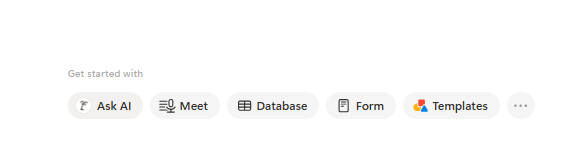 Get started with
Ask AI Meet Database Form Templates